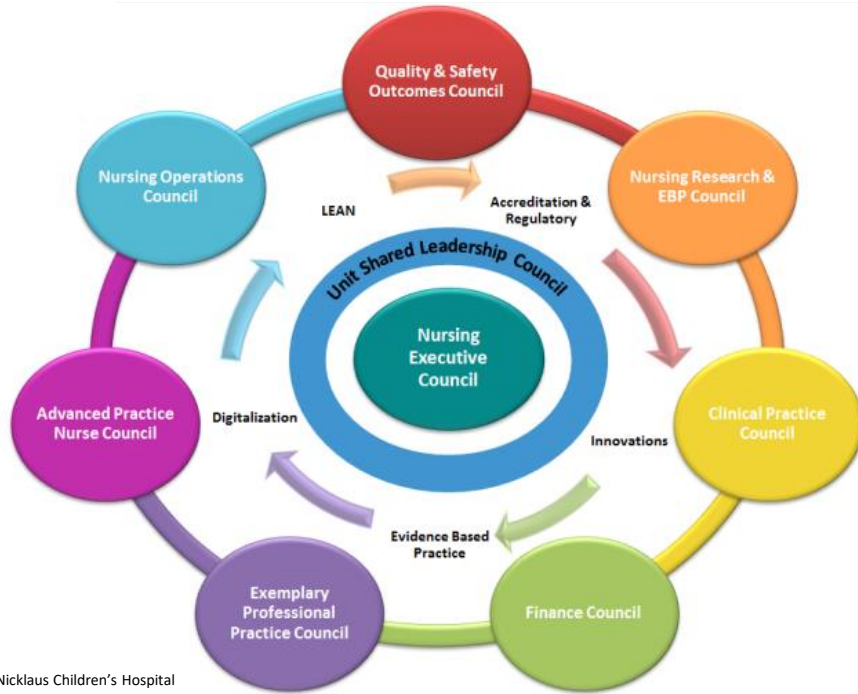 Quality & Safety
Outcomes Council
Nursing Operations
Council
Nursing Research &
EBP Council
LEAN
Accreditation &
Regulatory
Unit Shared Leadership Council
Nursing
Executive
Council
Advanced Practice
Nurse Council
Digitalization
Innovations
Clinical Practice
Council
Evidence Based
Practice
Exemplary
Professional
Practice Council
Finance Council
Nicklaus Children's Hospital